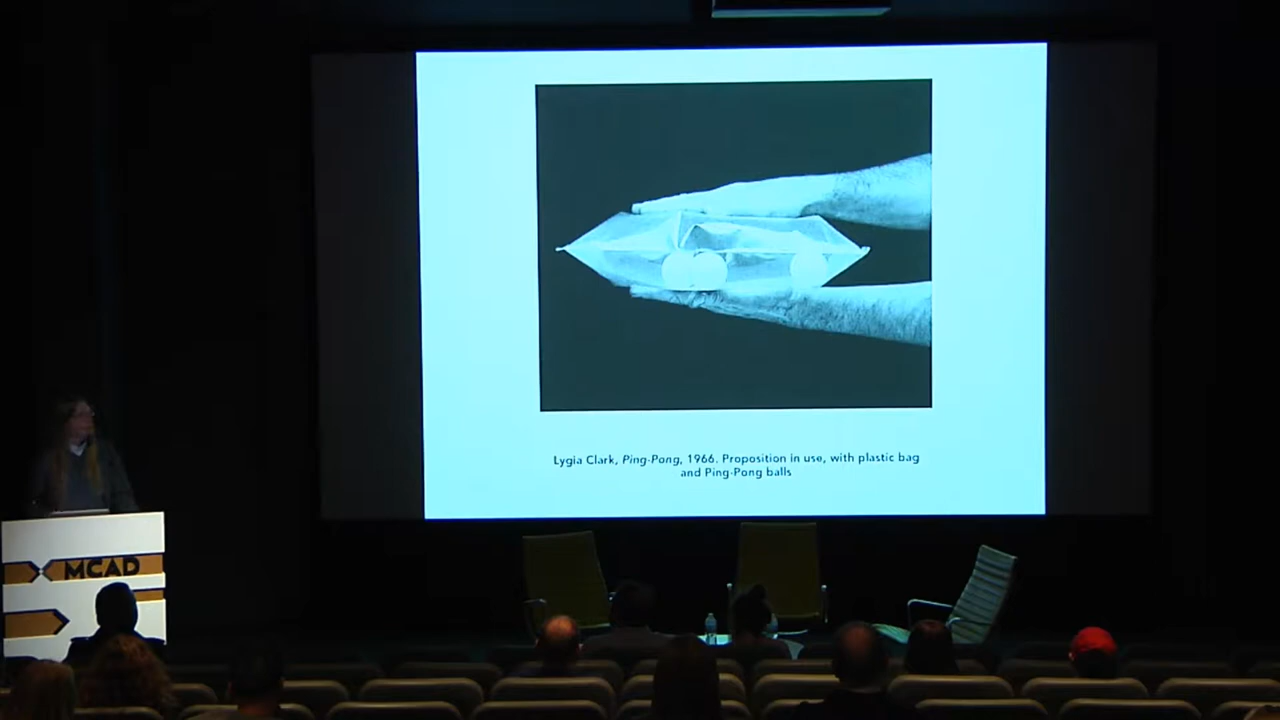 Lygia Clark, Ping-Pong, 1966. Proposition in use, with plastic bag
and Ping-Pong balls
MCAD